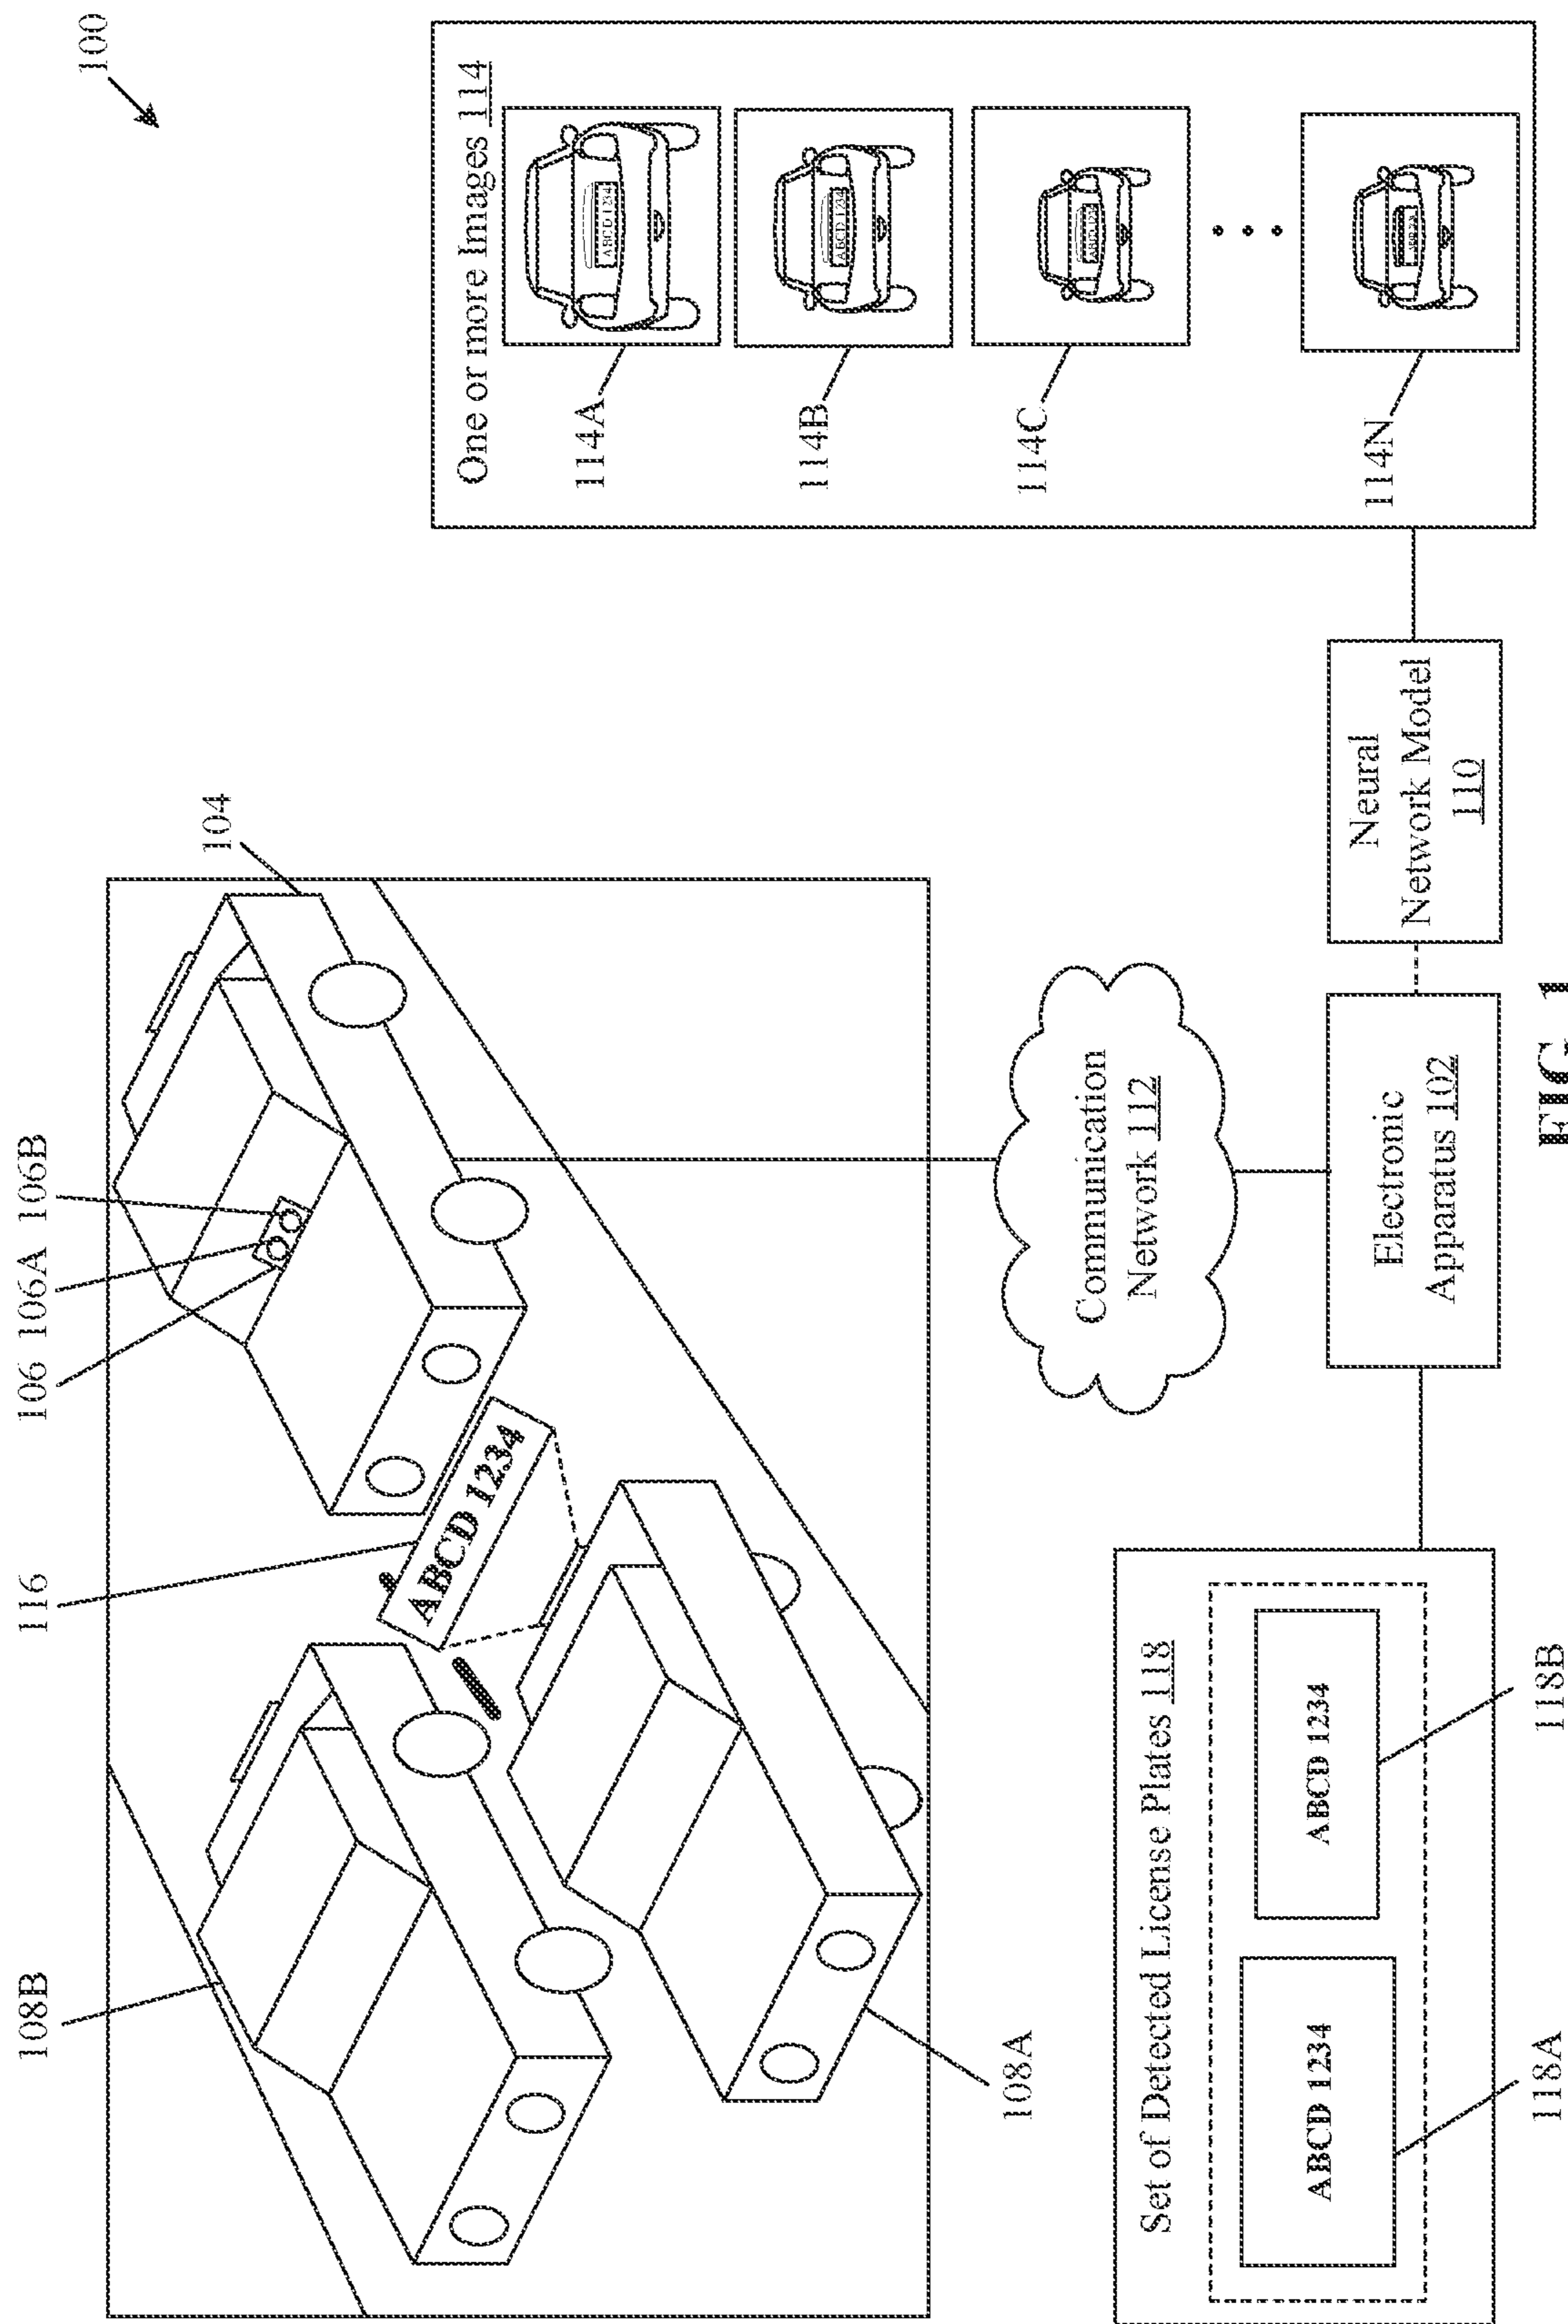 108B
116
106 106A 106B
100
104
ABCD 1234
One or more Images 114
114A
ABCD 1234
114B
ABCD 1234
114C
114N
108A
Communication
Network 112
Set of Detected License Plates 118
ABCD 1234
ABCD 1234
118A
118B
Electronic
Apparatus 102
Neural
Network Model
110
FIG. 1